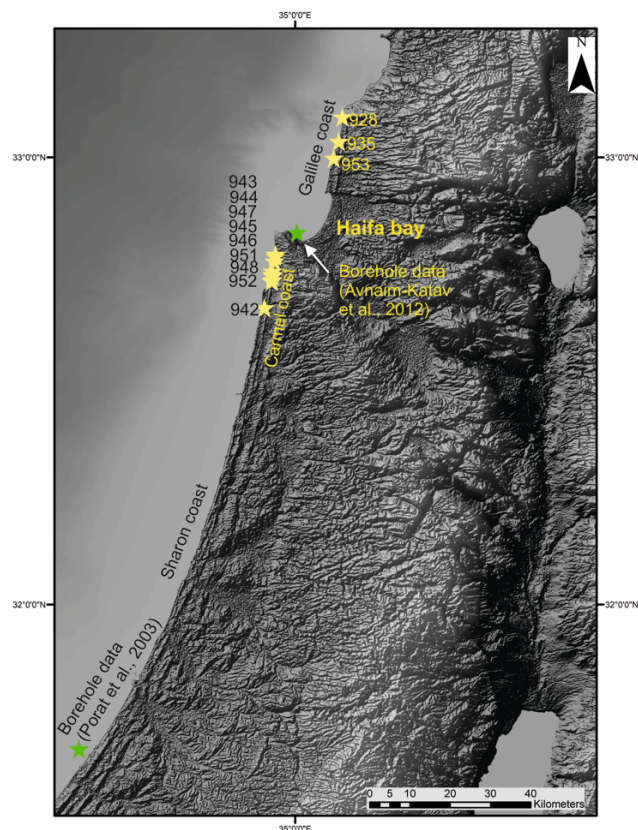 35°0'0"E
N
Galilee coast
928
935
953
33°0'0"N
33°0'0"N
943
944
947
945
946
951
948
952
942
Haifa bay
Borehole data
(Avnaim-Katav
et al., 2012)
Carmel coast
Sharon coast
32°0'0"N
32°0'0"N
Borehole data
(Porat et al., 2003)
0 5 10 20 30 40
Kilometers
35°0'0"E